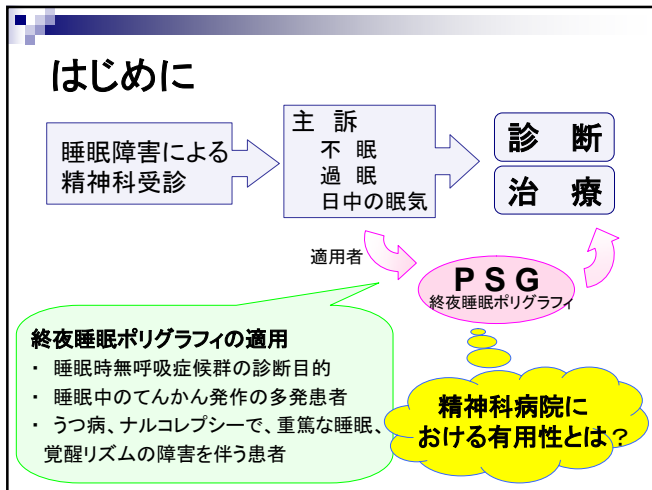 はじめに
睡眠障害による
精神科受診
主 訴
不 眠
過 眠
日中の眠気
診 断
治 療
適用者
P S G
終夜睡眠ポリグラフィ
終夜睡眠ポリグラフィの適用
・ 睡眠時無呼吸症候群の診断目的
・ 睡眠中のてんかん発作の多発患者
・ うつ病、ナルコレプシーで、重篤な睡眠、
覚醒リズムの障害を伴う患者
精神科病院に
おける有用性とは?